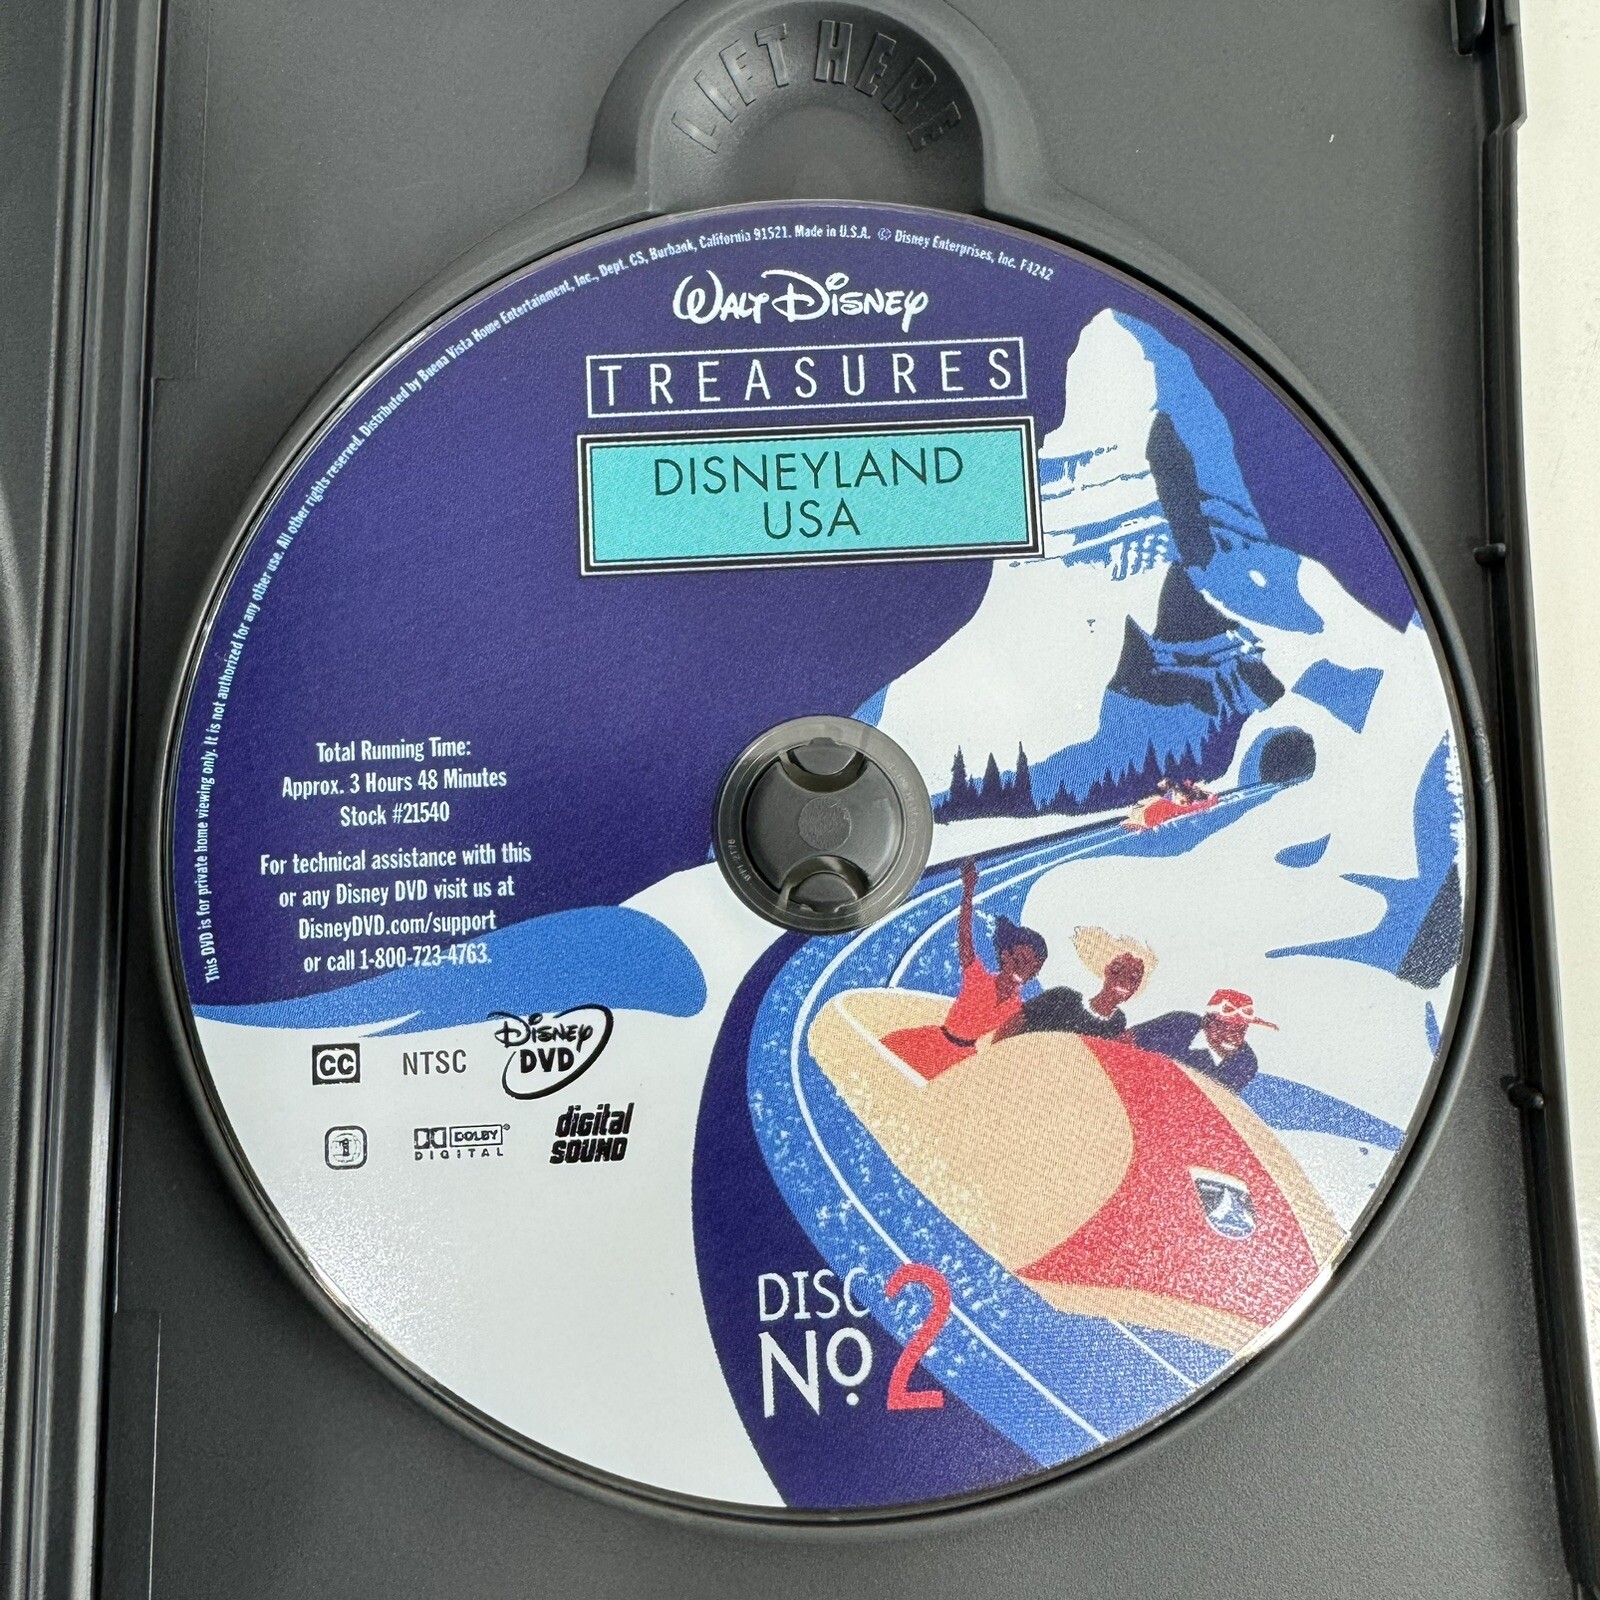 LIFT HERE
This DVD is for private home viewing only. It is not authorized for any other use. All other rights reserved. Distributed by Buena Vista Home Entertainment, Inc., Dept. CS, Burbank, California 91521. Made in U.S.A. © Disney Enterprises, Inc. F4242
WALT DISNEY
TREASURES
DISNEYLAND
USA
Total Running Time:
Approx. 3 Hours 48 Minutes
Stock #21540
For technical assistance with this
or any Disney DVD visit us at
DisneyDVD.com/support
or call 1-800-723-4763.
CC NTSC DISNEY
DVD
1 DOLBY digital
DIGITAL SOUND
DISC
No 2